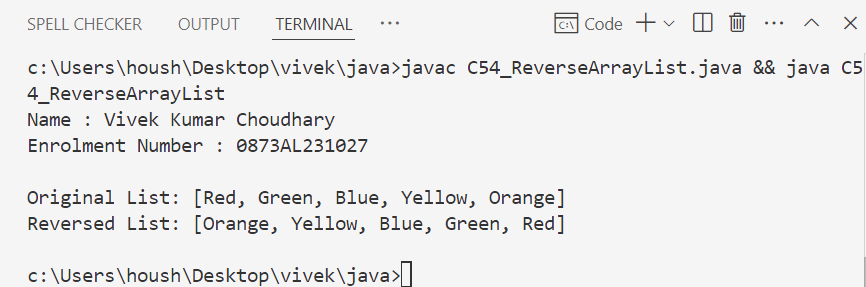 SPELL CHECKER OUTPUT TERMINAL ··· Code
c:\Users\housh\Desktop\vivek\java>javac C54_ReverseArrayList.java && java C5
4_ReverseArrayList
Name : Vivek Kumar Choudhary
Enrolment Number : 0873AL231027
Original List: [Red, Green, Blue, Yellow, Orange]
Reversed List: [Orange, Yellow, Blue, Green, Red]
c:\Users\housh\Desktop\vivek\java>